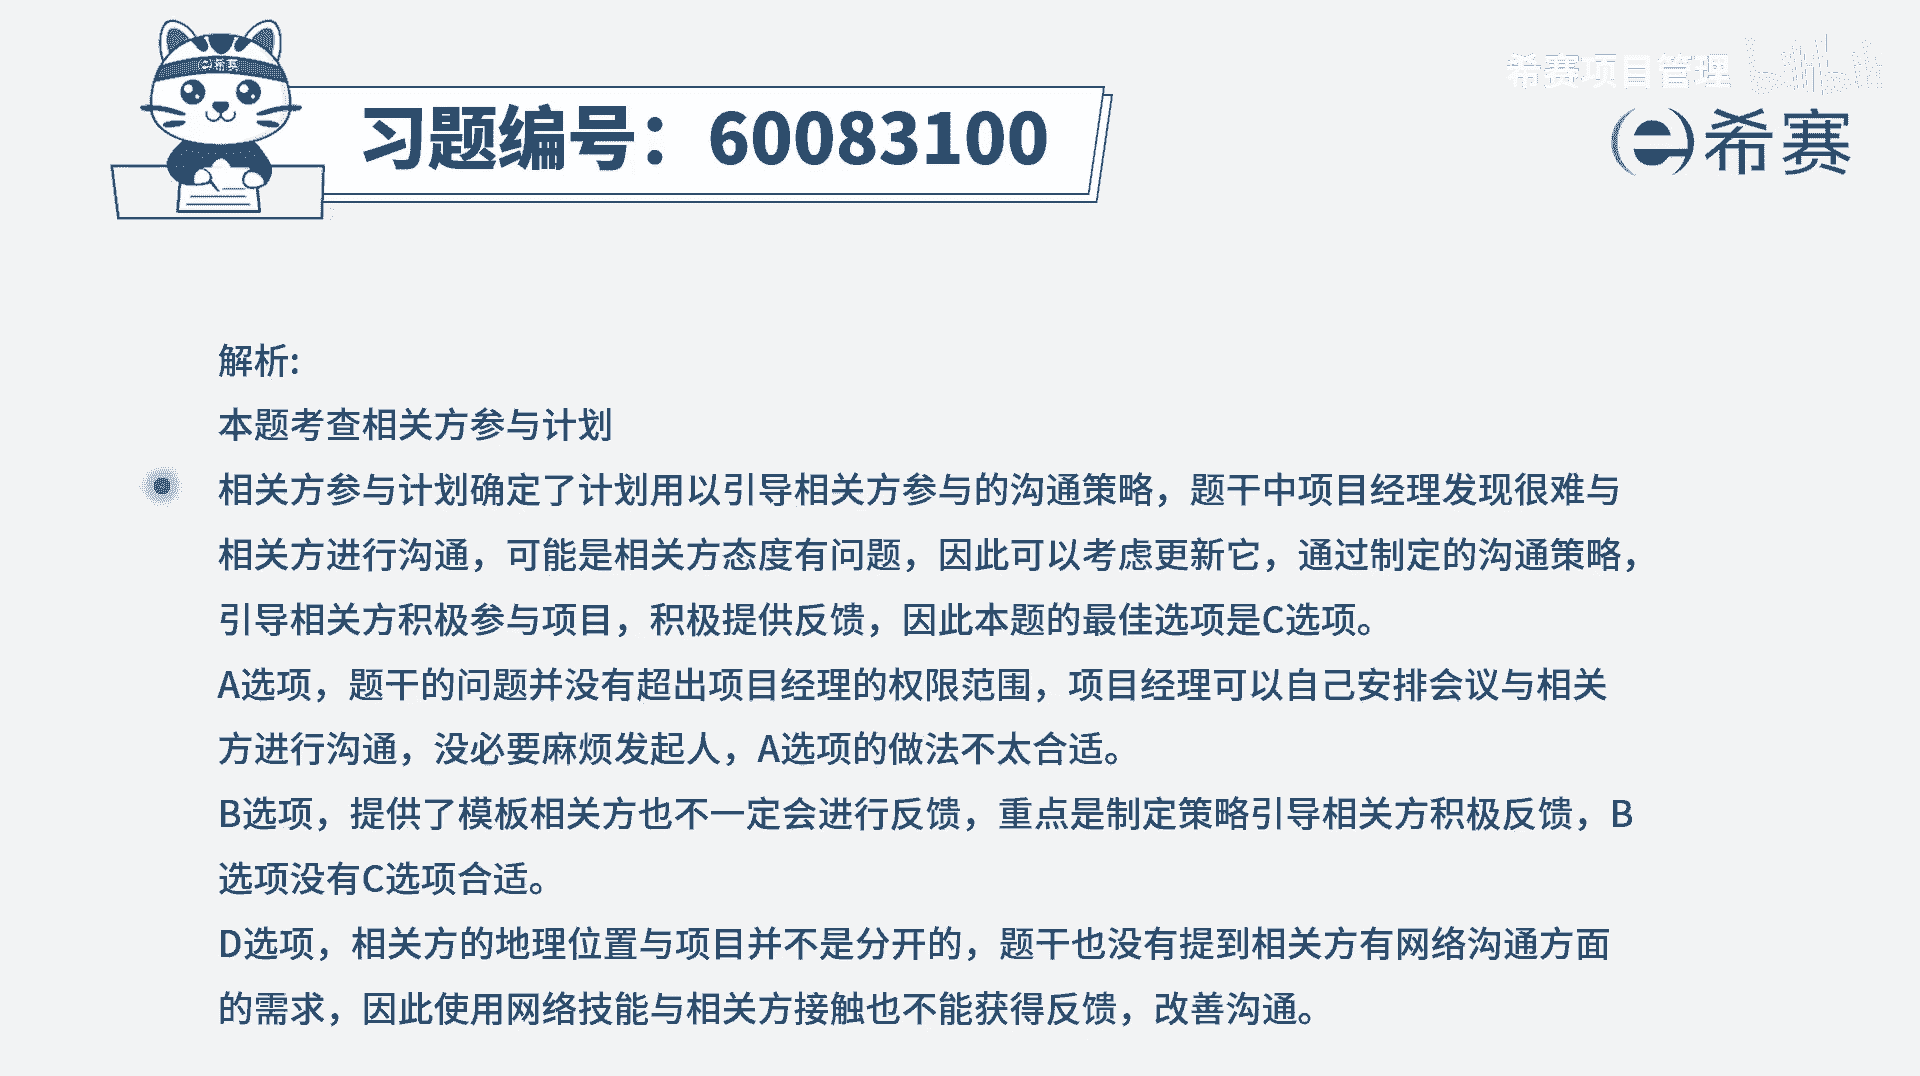 希赛项目管理
bilibili
e希赛
e希赛
习题编号：60083100
解析:
本题考查相关方参与计划
相关方参与计划确定了计划用以引导相关方参与的沟通策略，题干中项目经理发现很难与
相关方进行沟通，可能是相关方态度有问题，因此可以考虑更新它，通过制定的沟通策略，
引导相关方积极参与项目，积极提供反馈，因此本题的最佳选项是C选项。
A选项，题干的问题并没有超出项目经理的权限范围，项目经理可以自己安排会议与相关
方进行沟通，没必要麻烦发起人，A选项的做法不太合适。
B选项，提供了模板相关方也不一定会进行反馈，重点是制定策略引导相关方积极反馈，B
选项没有C选项合适。
D选项，相关方的地理位置与项目并不是分开的，题干也没有提到相关方有网络沟通方面
的需求，因此使用网络技能与相关方接触也不能获得反馈，改善沟通。